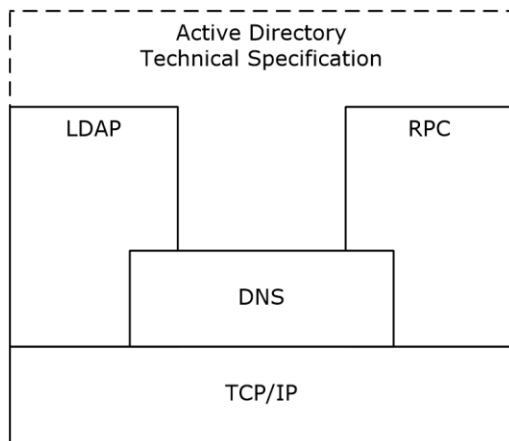 Active Directory
Technical Specification
LDAP
RPC
DNS
TCP/IP